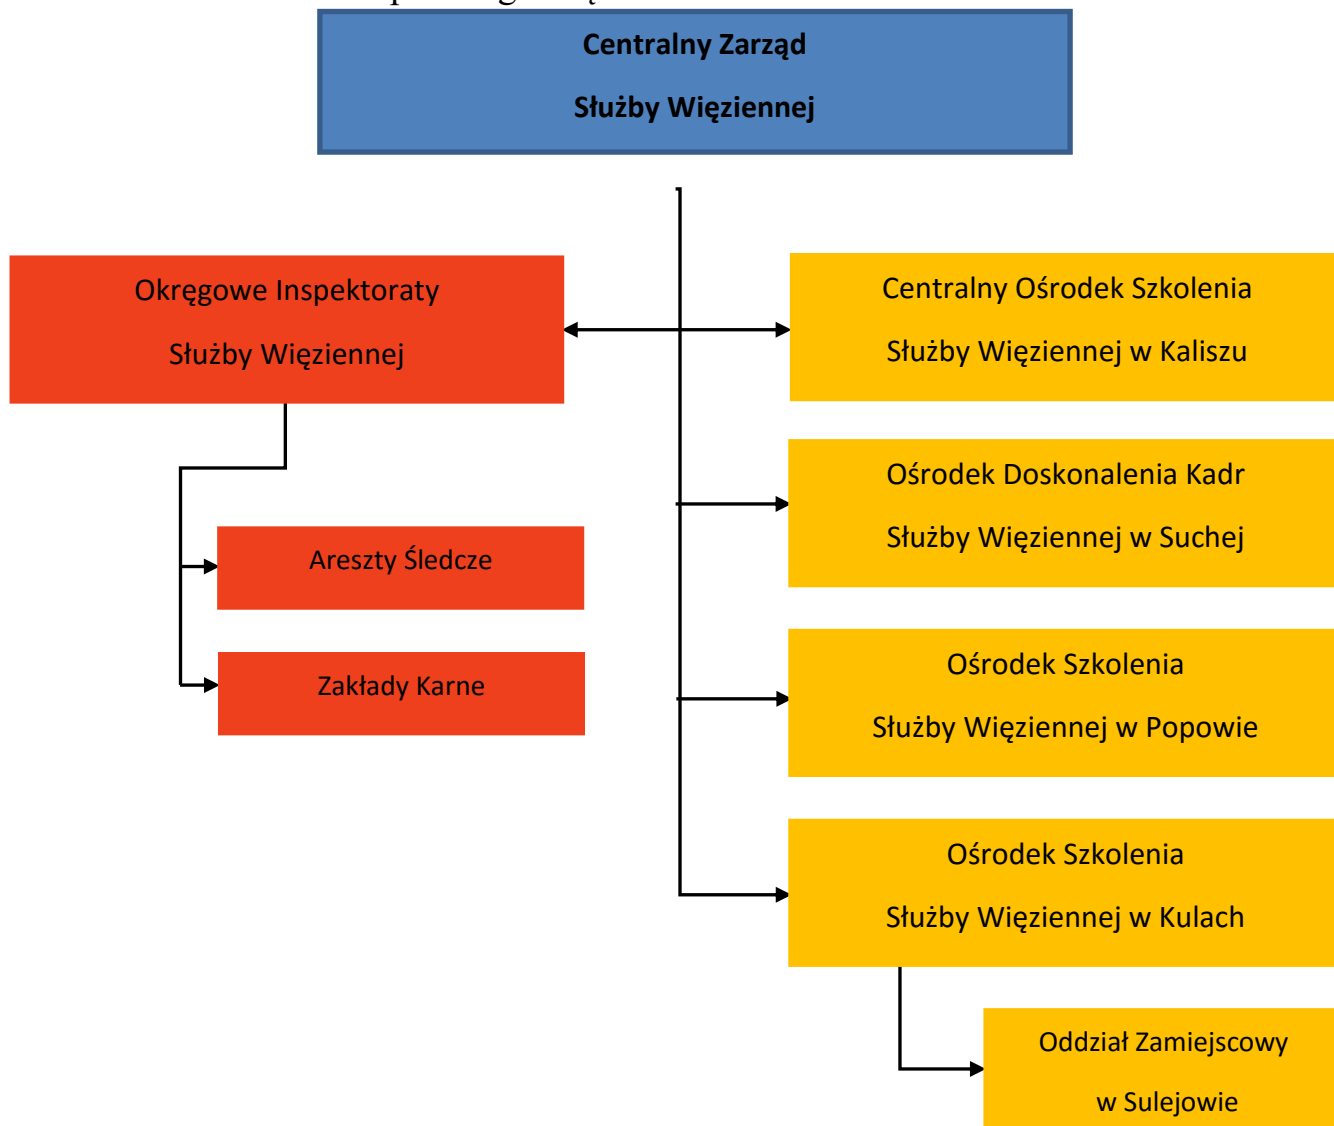 Centralny Zarząd
Służby Więziennej
Okręgowe Inspektoraty
Służby Więziennej
Centralny Ośrodek Szkolenia
Służby Więziennej w Kaliszu
Ośrodek Doskonalenia Kadr
Służby Więziennej w Suchej
Areszty Śledcze
Zakłady Karne
Ośrodek Szkolenia
Służby Więziennej w Popowie
Ośrodek Szkolenia
Służby Więziennej w Kulach
Oddział Zamiejscowy
w Sulejowie